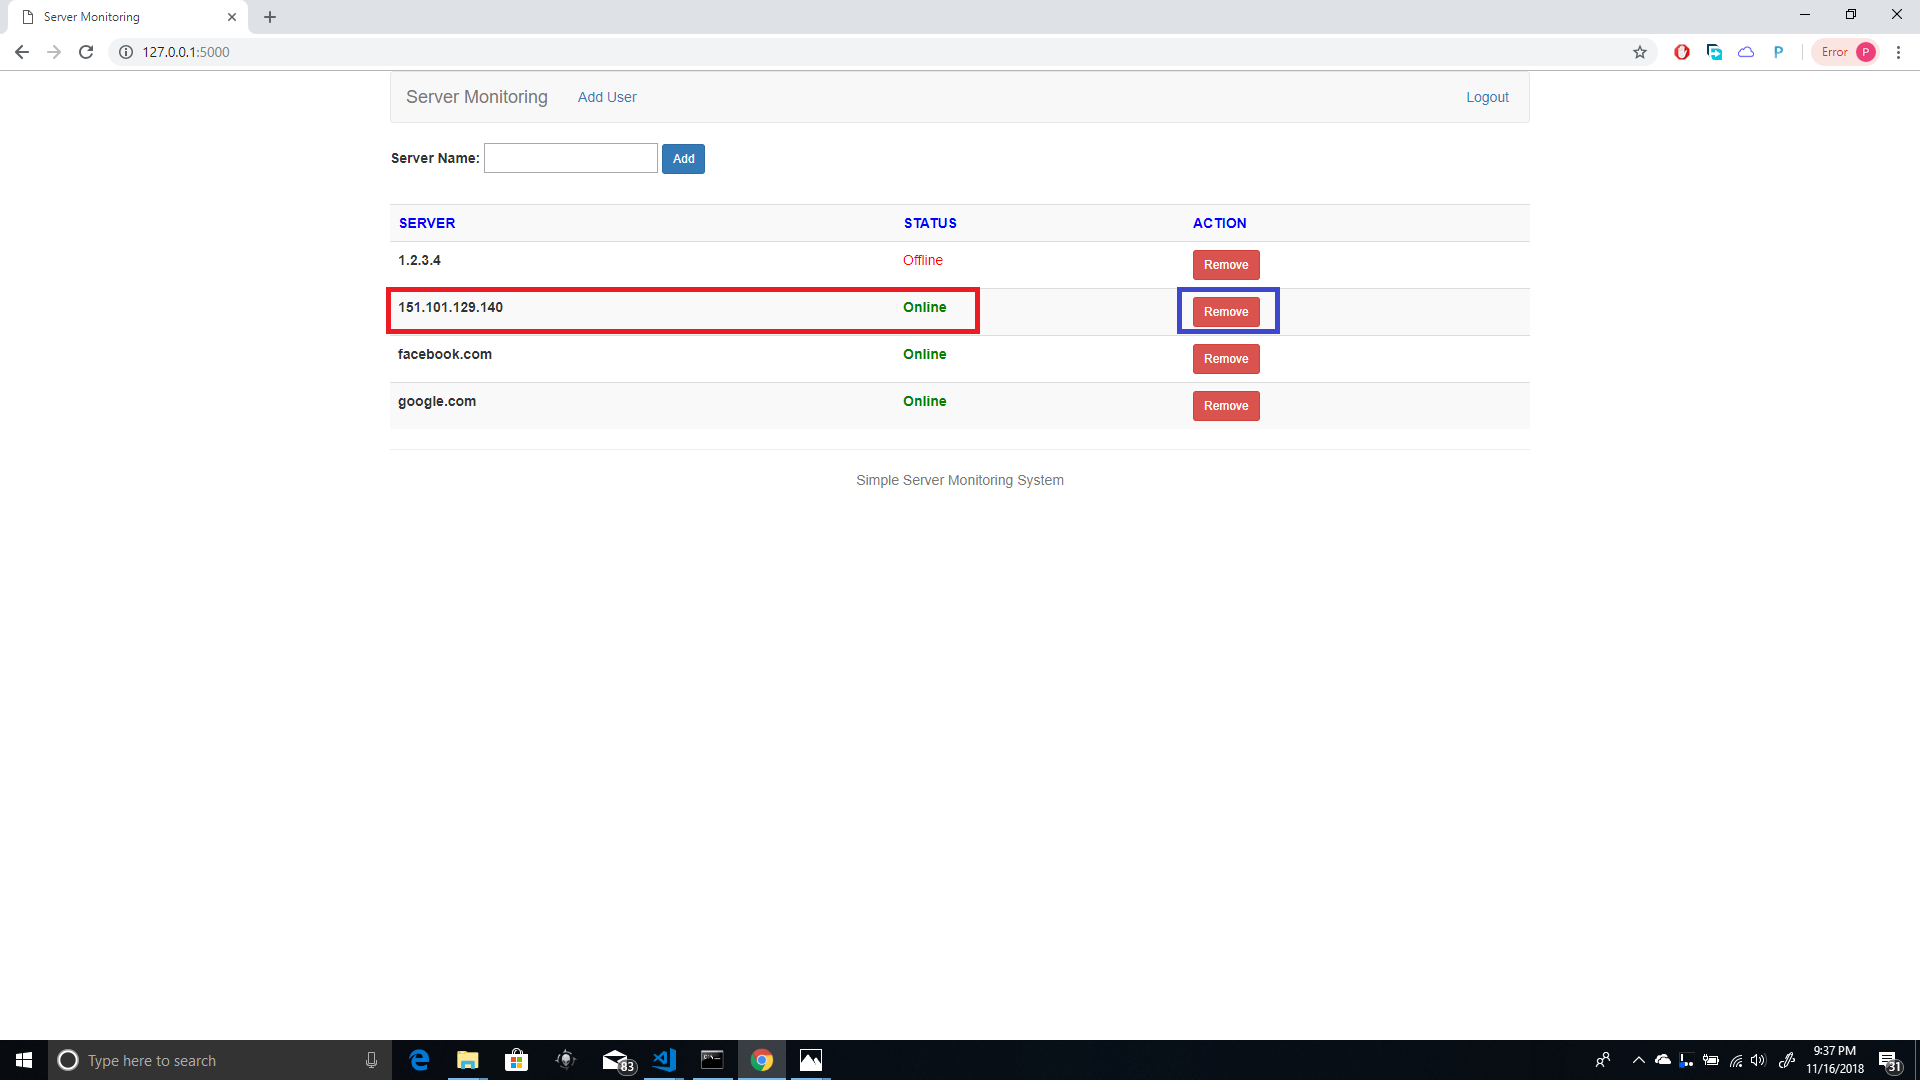 Server Monitoring
127.0.0.1:5000
Error P
Server Monitoring Add User Logout
Server Name: Add
SERVER STATUS ACTION
1.2.3.4 Offline Remove
151.101.129.140 Online Remove
facebook.com Online Remove
google.com Online Remove
Simple Server Monitoring System
Type here to search
83
9:37 PM
11/16/2018
31